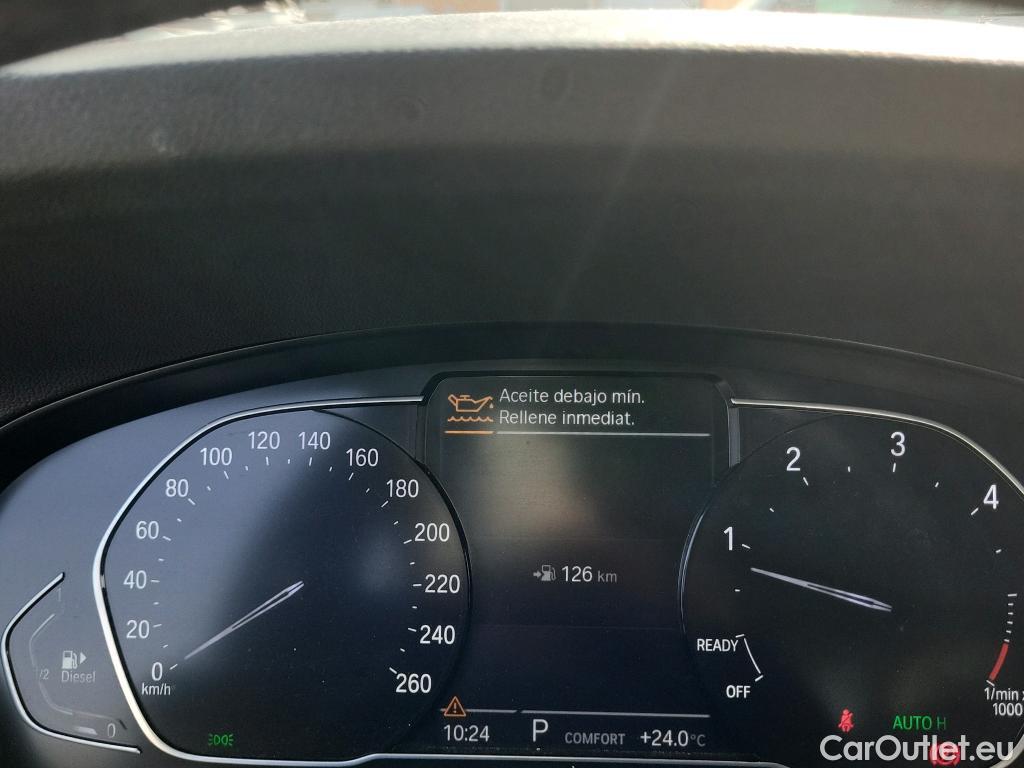 Aceite debajo mín.
Rellene inmediat.
0
20
40
60
80
100
120
140
160
180
200
220
240
260
km/h
1
1/2
0
Diesel
126 km
1
2
3
4
READY
OFF
1/min x
1000
10:24
P
COMFORT
+24.0°C
AUTO H
CarOutlet.eu